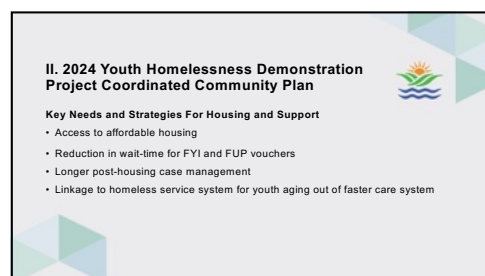 II. 2024 Youth Homelessness Demonstration
Project Coordinated Community Plan
Key Needs and Strategies For Housing and Support
• Access to affordable housing
• Reduction in wait-time for FYI and FUP vouchers
• Longer post-housing case management
• Linkage to homeless service system for youth aging out of faster care system